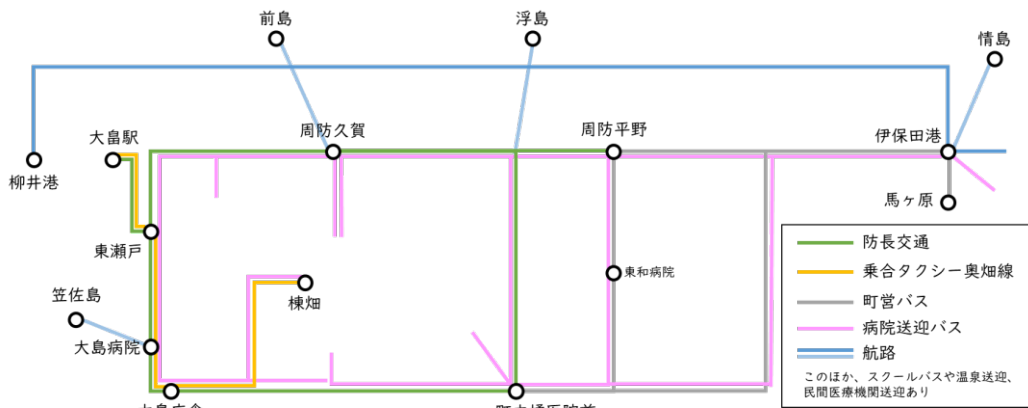 前島
浮島
情島
大畠駅
周防久賀
周防平野
伊保田港
柳井港
馬ヶ原
東瀬戸
東和病院
笠佐島
棟畑
大島病院
防長交通
乗合タクシー奥畑線
町営バス
病院送迎バス
航路
このほか、スクールバスや温泉送迎、
民間医療機関送迎あり